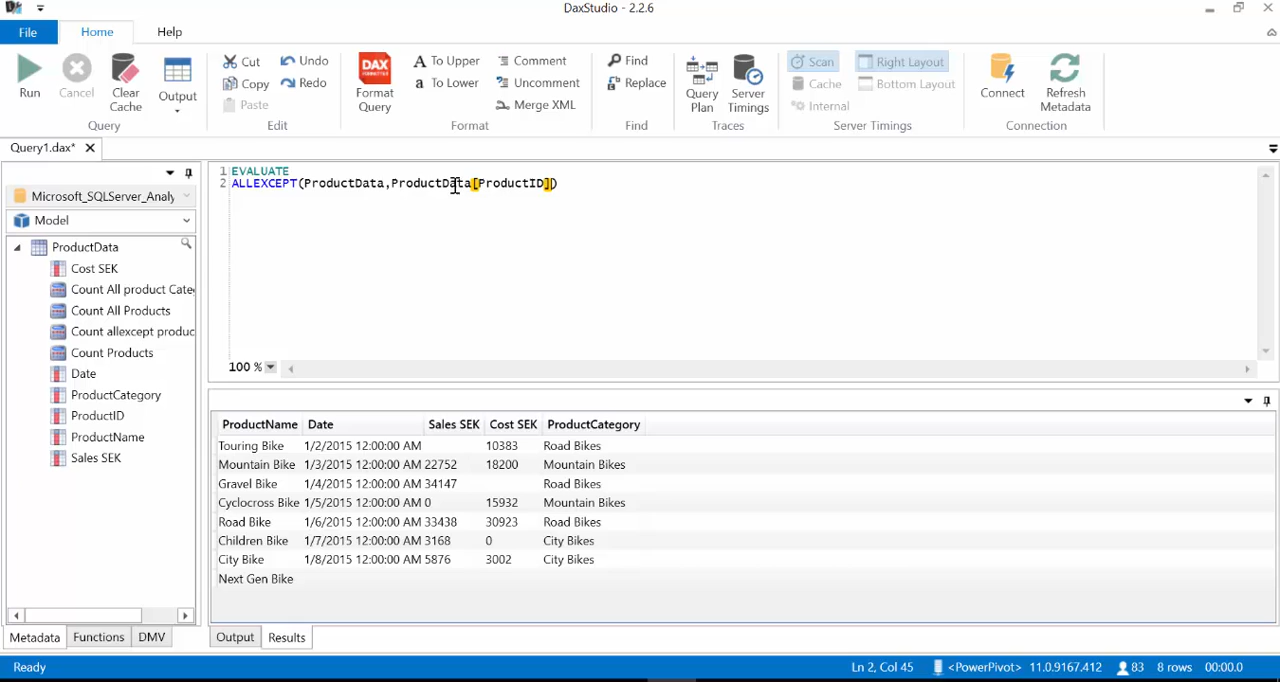 DaxStudio - 2.2.6
File Home Help
Run Cancel Clear Cache Output
Cut Copy Paste Undo Redo
DAX FORMATTER
Format Query
A To Upper
a To Lower
Comment
Uncomment
Merge XML
Find
Replace
Query Plan
Server Timings
Scan
Cache
Internal
Right Layout
Bottom Layout
Connect
Refresh Metadata
Query Edit Format Find Traces Server Timings Connection
Query1.dax*
Microsoft_SQLServer_Analy
Model
ProductData
Cost SEK
Count All product Cate
Count All Products
Count allexcept produc
Count Products
Date
ProductCategory
ProductID
ProductName
Sales SEK
Metadata Functions DMV
1 EVALUATE
2 ALLEXCEPT(ProductData,ProductData[ProductID])
100 %
ProductName Date Sales SEK Cost SEK ProductCategory
Touring Bike 1/2/2015 12:00:00 AM 10383 Road Bikes
Mountain Bike 1/3/2015 12:00:00 AM 22752 18200 Mountain Bikes
Gravel Bike 1/4/2015 12:00:00 AM 34147 Road Bikes
Cyclocross Bike 1/5/2015 12:00:00 AM 0 15932 Mountain Bikes
Road Bike 1/6/2015 12:00:00 AM 33438 30923 Road Bikes
Children Bike 1/7/2015 12:00:00 AM 3168 0 City Bikes
City Bike 1/8/2015 12:00:00 AM 5876 3002 City Bikes
Next Gen Bike
Output Results
Ready Ln 2, Col 45 <PowerPivot> 11.0.9167.412 83 8 rows 00:00.0